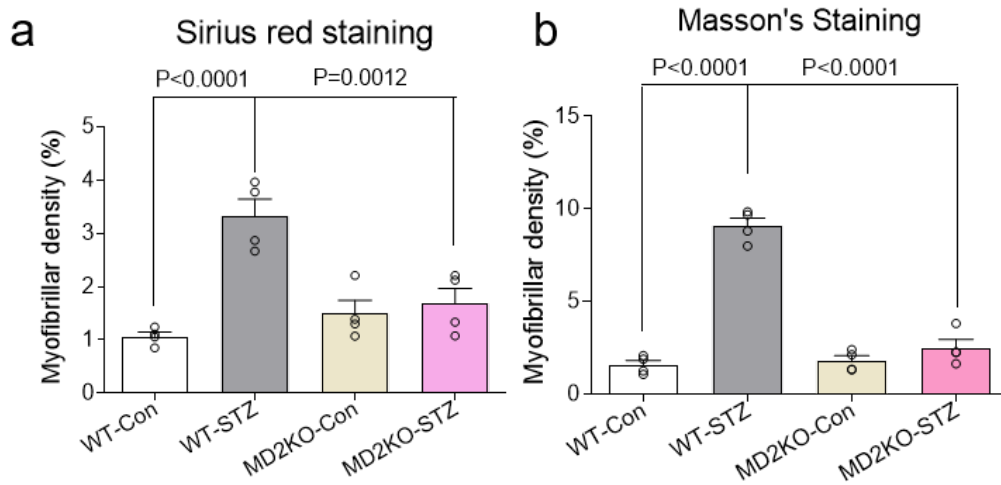 a
Sirius red staining
P<0.0001
P=0.0012
Myofibrillar density (%)
5
4
3
2
1
0
WT-Con
WT-STZ
MD2KO-Con
MD2KO-STZ
b
Masson's Staining
P<0.0001
P<0.0001
Myofibrillar density (%)
15
10
5
0
WT-Con
WT-STZ
MD2KO-Con
MD2KO-STZ